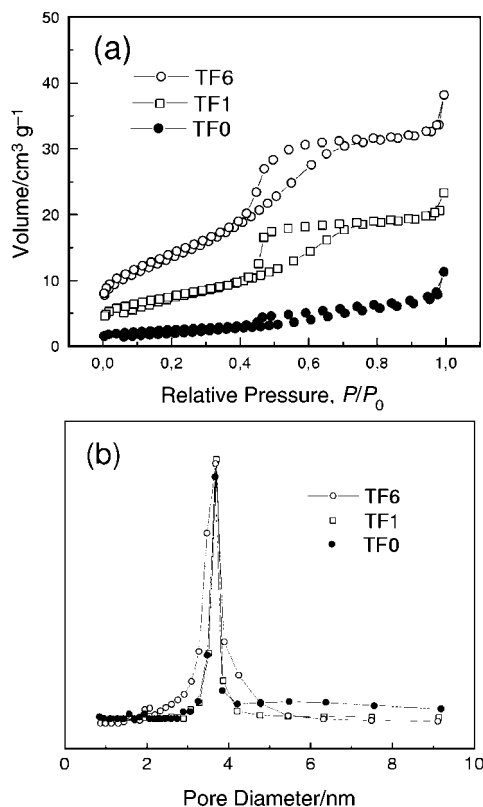 50
(a)
TF6
TF1
TF0
40
30
20
10
0
Volume/cm³ g⁻¹
0,0 0,2 0,4 0,6 0,8 1,0
Relative Pressure, P/P₀
(b)
TF6
TF1
TF0
0 2 4 6 8 10
Pore Diameter/nm